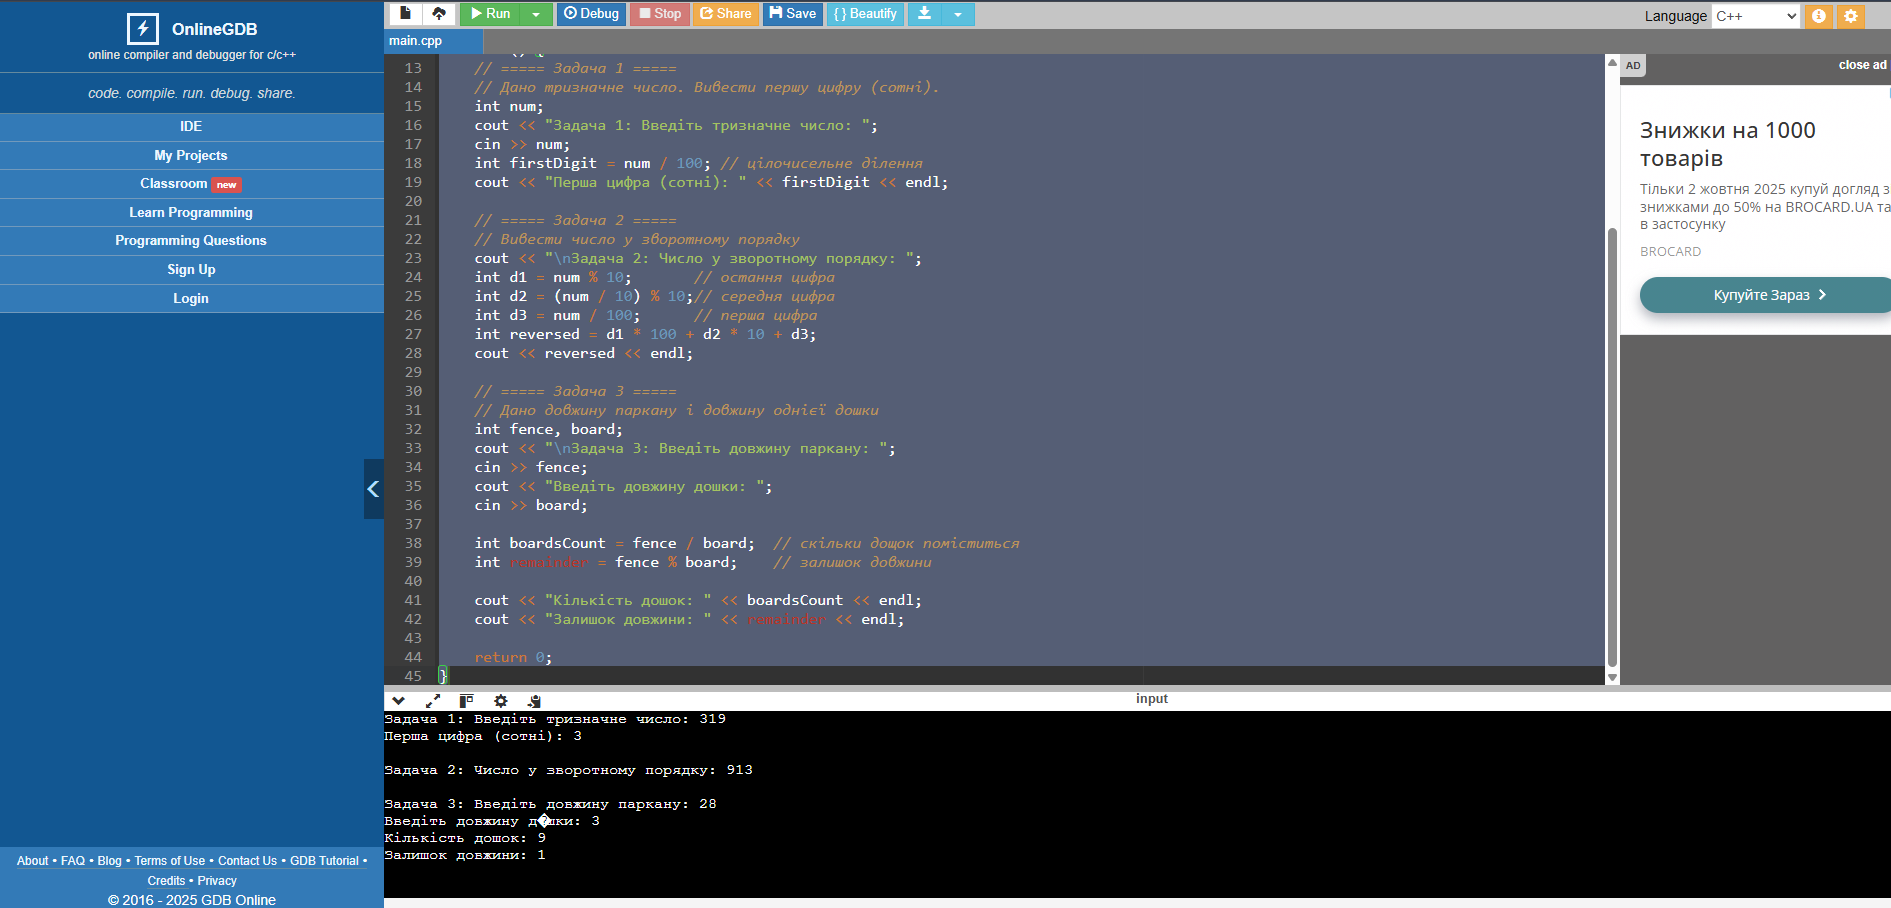 OnlineGDB
online compiler and debugger for c/c++
code. compile. run. debug. share.
IDE
My Projects
Classroom new
Learn Programming
Programming Questions
Sign Up
Login
About • FAQ • Blog • Terms of Use • Contact Us • GDB Tutorial •
Credits • Privacy
© 2016 - 2025 GDB Online
Run Debug Stop Share Save { } Beautify
Language C++
main.cpp
13 // ===== Задача 1 =====
14 // Дано тризначне число. Вивести першу цифру (сотні).
15 int num;
16 cout << "Задача 1: Введіть тризначне число: ";
17 cin >> num;
18 int firstDigit = num / 100; // цілочисельне ділення
19 cout << "Перша цифра (сотні): " << firstDigit << endl;
20
21 // ===== Задача 2 =====
22 // Вивести число у зворотному порядку
23 cout << "\nЗадача 2: Число у зворотному порядку: ";
24 int d1 = num % 10; // остання цифра
25 int d2 = (num / 10) % 10;// середня цифра
26 int d3 = num / 100; // перша цифра
27 int reversed = d1 * 100 + d2 * 10 + d3;
28 cout << reversed << endl;
29
30 // ===== Задача 3 =====
31 // Дано довжину паркану і довжину однієї дошки
32 int fence, board;
33 cout << "\nЗадача 3: Введіть довжину паркану: ";
34 cin >> fence;
35 cout << "Введіть довжину дошки: ";
36 cin >> board;
37
38 int boardsCount = fence / board; // скільки дощок поміститься
39 int remainder = fence % board; // залишок довжини
40
41 cout << "Кількість дошок: " << boardsCount << endl;
42 cout << "Залишок довжини: " << remainder << endl;
43
44 return 0;
45 }
AD
close ad
Знижки на 1000
товарів
Тільки 2 жовтня 2025 купуй догляд з
знижками до 50% на BROCARD.UA та
в застосунку
BROCARD
Купуйте Зараз
input
Задача 1: Введіть тризначне число: 319
Перша цифра (сотні): 3
Задача 2: Число у зворотному порядку: 913
Задача 3: Введіть довжину паркану: 28
Введіть довжину д�шки: 3
Кількість дошок: 9
Залишок довжини: 1